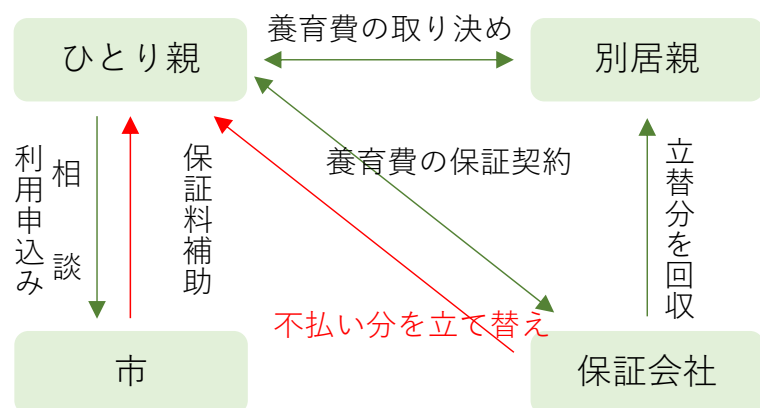 養育費の取り決め
ひとり親
別居親
相談
利用申込み
保証料補助
養育費の保証契約
立替分を回収
不払い分を立て替え
市
保証会社